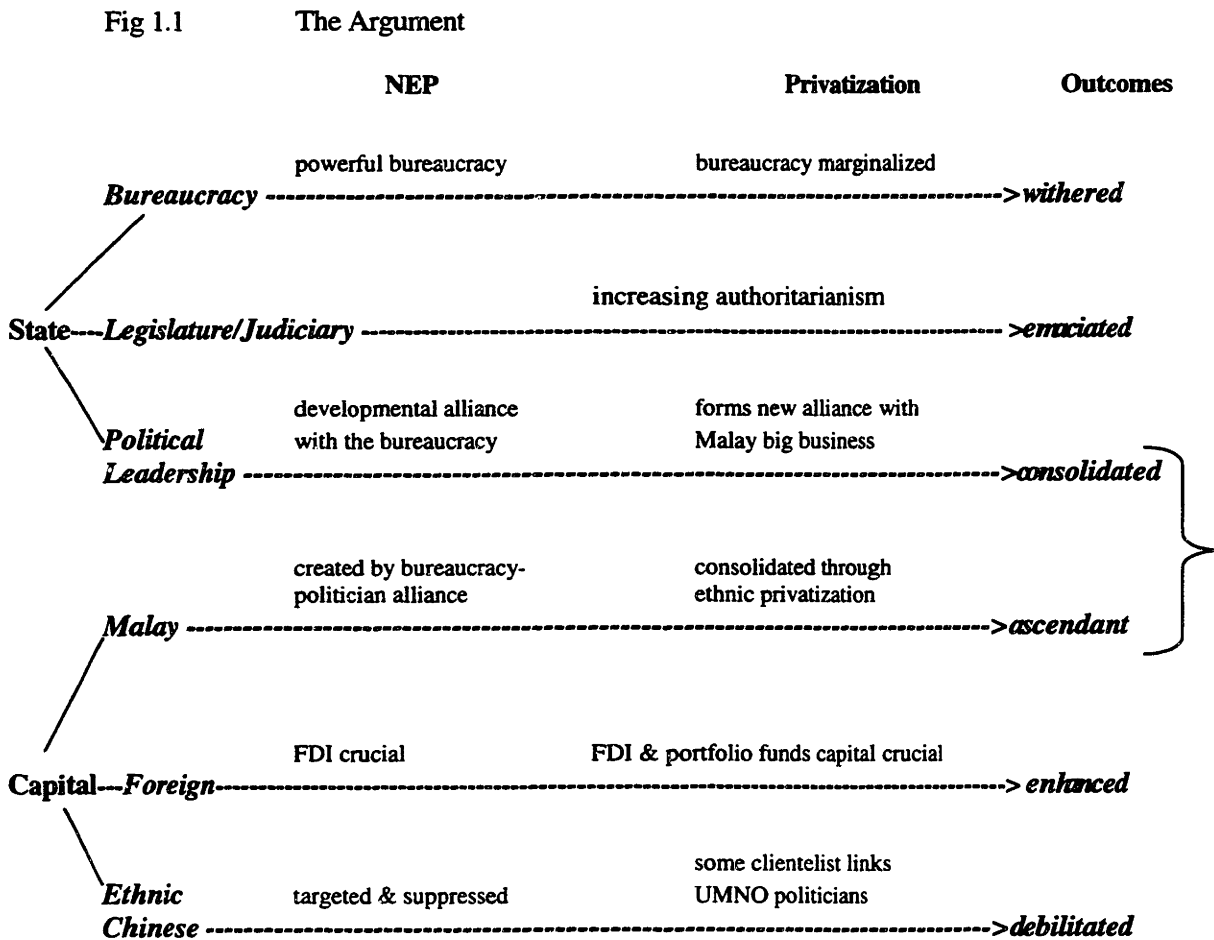 Fig 1.1 The Argument
NEP Privatization Outcomes
powerful bureaucracy bureaucracy marginalized
Bureaucracy ---------->withered
increasing authoritarianism
State----Legislature/Judiciary ---------->emaciated
developmental alliance forms new alliance with
Political with the bureaucracy Malay big business
Leadership ---------->consolidated
created by bureaucracy- consolidated through
politician alliance ethnic privatization
Malay ---------->ascendant
FDI crucial FDI & portfolio funds capital crucial
Capital---Foreign----------> enhanced
some clientelist links
Ethnic targeted & suppressed UMNO politicians
Chinese ---------->debilitated